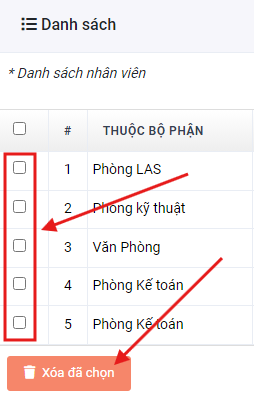 Danh sách
* Danh sách nhân viên
# THUỘC BỘ PHẬN
1 Phòng LAS
2 Phòng kỹ thuật
3 Văn Phòng
4 Phòng Kế toán
5 Phòng Kế toán
Xóa đã chọn